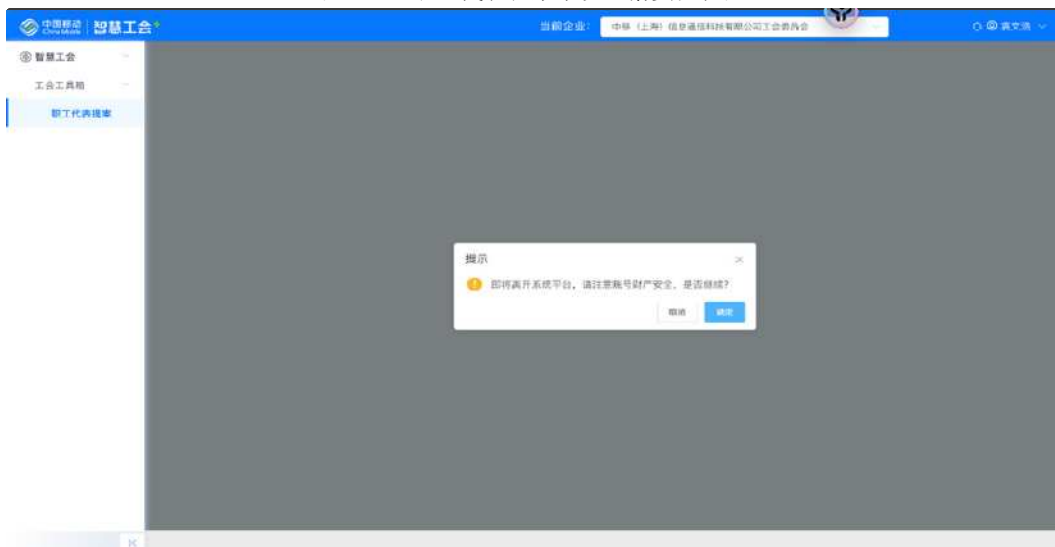 中国移动 智慧工会+
China Mobile
当前企业: 中移（上海）信息通信科技有限公司工会委员会
智慧工会
工会工具箱
职工代表提案
提示
即将离开系统平台，请注意账号财产安全，是否继续?
取消 确定